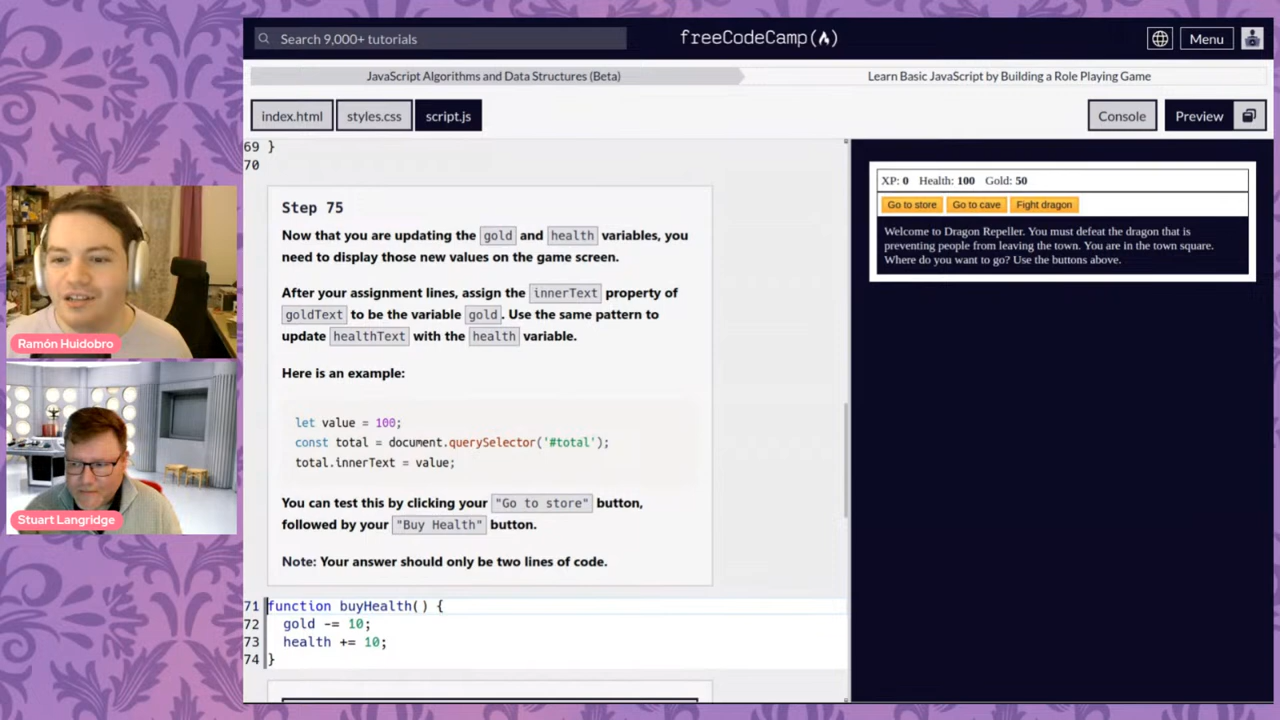 Search 9,000+ tutorials
freeCodeCamp
Menu
JavaScript Algorithms and Data Structures (Beta)
Learn Basic JavaScript by Building a Role Playing Game
index.html
styles.css
script.js
Console
Preview
69 }
70
Step 75
Now that you are updating the gold and health variables, you
need to display those new values on the game screen.
After your assignment lines, assign the innerText property of
goldText to be the variable gold. Use the same pattern to
update healthText with the health variable.
Here is an example:
let value = 100;
const total = document.querySelector('#total');
total.innerText = value;
You can test this by clicking your "Go to store" button,
followed by your "Buy Health" button.
Note: Your answer should only be two lines of code.
71 function buyHealth() {
72 gold -= 10;
73 health += 10;
74 }
XP: 0 Health: 100 Gold: 50
Go to store Go to cave Fight dragon
Welcome to Dragon Repeller. You must defeat the dragon that is
preventing people from leaving the town. You are in the town square.
Where do you want to go? Use the buttons above.
Ramón Huidobro
Stuart Langridge